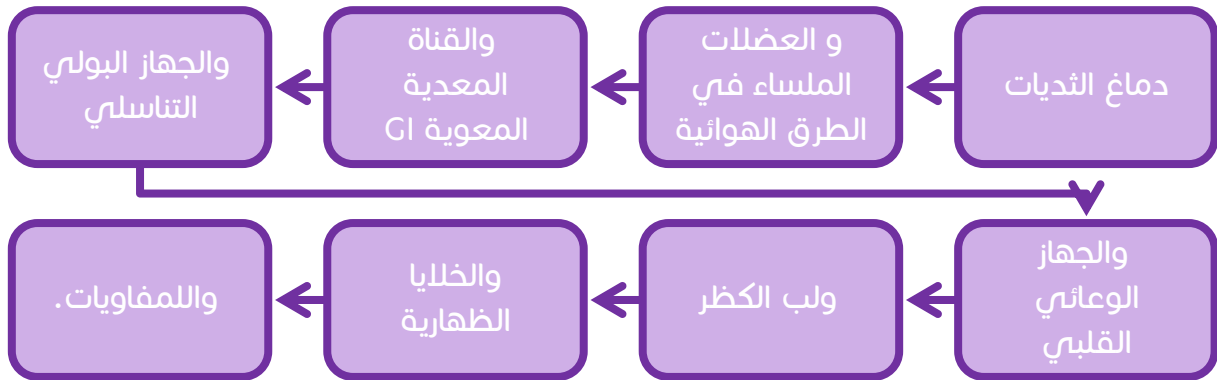 دماغ الثديات
و العضلات
الملساء في
الطرق الهوائية
والقناة
المعدية
المعوية GI
والجهاز البولي
التناسلي
والجهاز
الوعائي
القلبي
ولب الكظر
والخلايا
الظهارية
واللمفاويات.